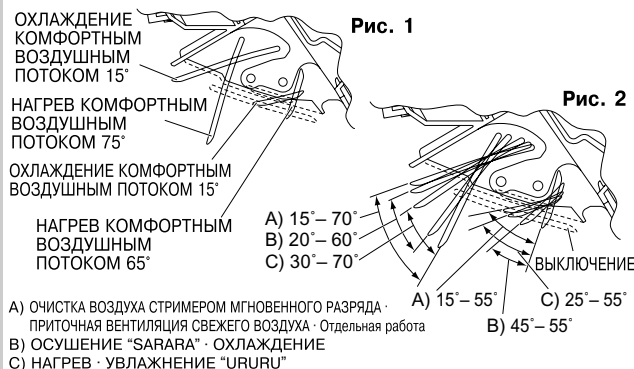 Рис. 1
ОХЛАЖДЕНИЕ
КОМФОРТНЫМ
ВОЗДУШНЫМ
ПОТОКОМ 15˚
НАГРЕВ КОМФОРТНЫМ
ВОЗДУШНЫМ
ПОТОКОМ 75˚
ОХЛАЖДЕНИЕ КОМФОРТНЫМ
ВОЗДУШНЫМ ПОТОКОМ 15˚
НАГРЕВ КОМФОРТНЫМ
ВОЗДУШНЫМ
ПОТОКОМ 65˚
Рис. 2
A) 15˚– 70˚
B) 20˚– 60˚
C) 30˚– 70˚
ВЫКЛЮЧЕНИЕ
A) 15˚– 55˚
C) 25˚– 55˚
B) 45˚– 55˚
A) ОЧИСТКА ВОЗДУХА СТРИМЕРОМ МГНОВЕННОГО РАЗРЯДА ·
ПРИТОЧНАЯ ВЕНТИЛЯЦИЯ СВЕЖЕГО ВОЗДУХА · Отдельная работа
B) ОСУШЕНИЕ “SARARA” · ОХЛАЖДЕНИЕ
C) НАГРЕВ · УВЛАЖНЕНИЕ “URURU”